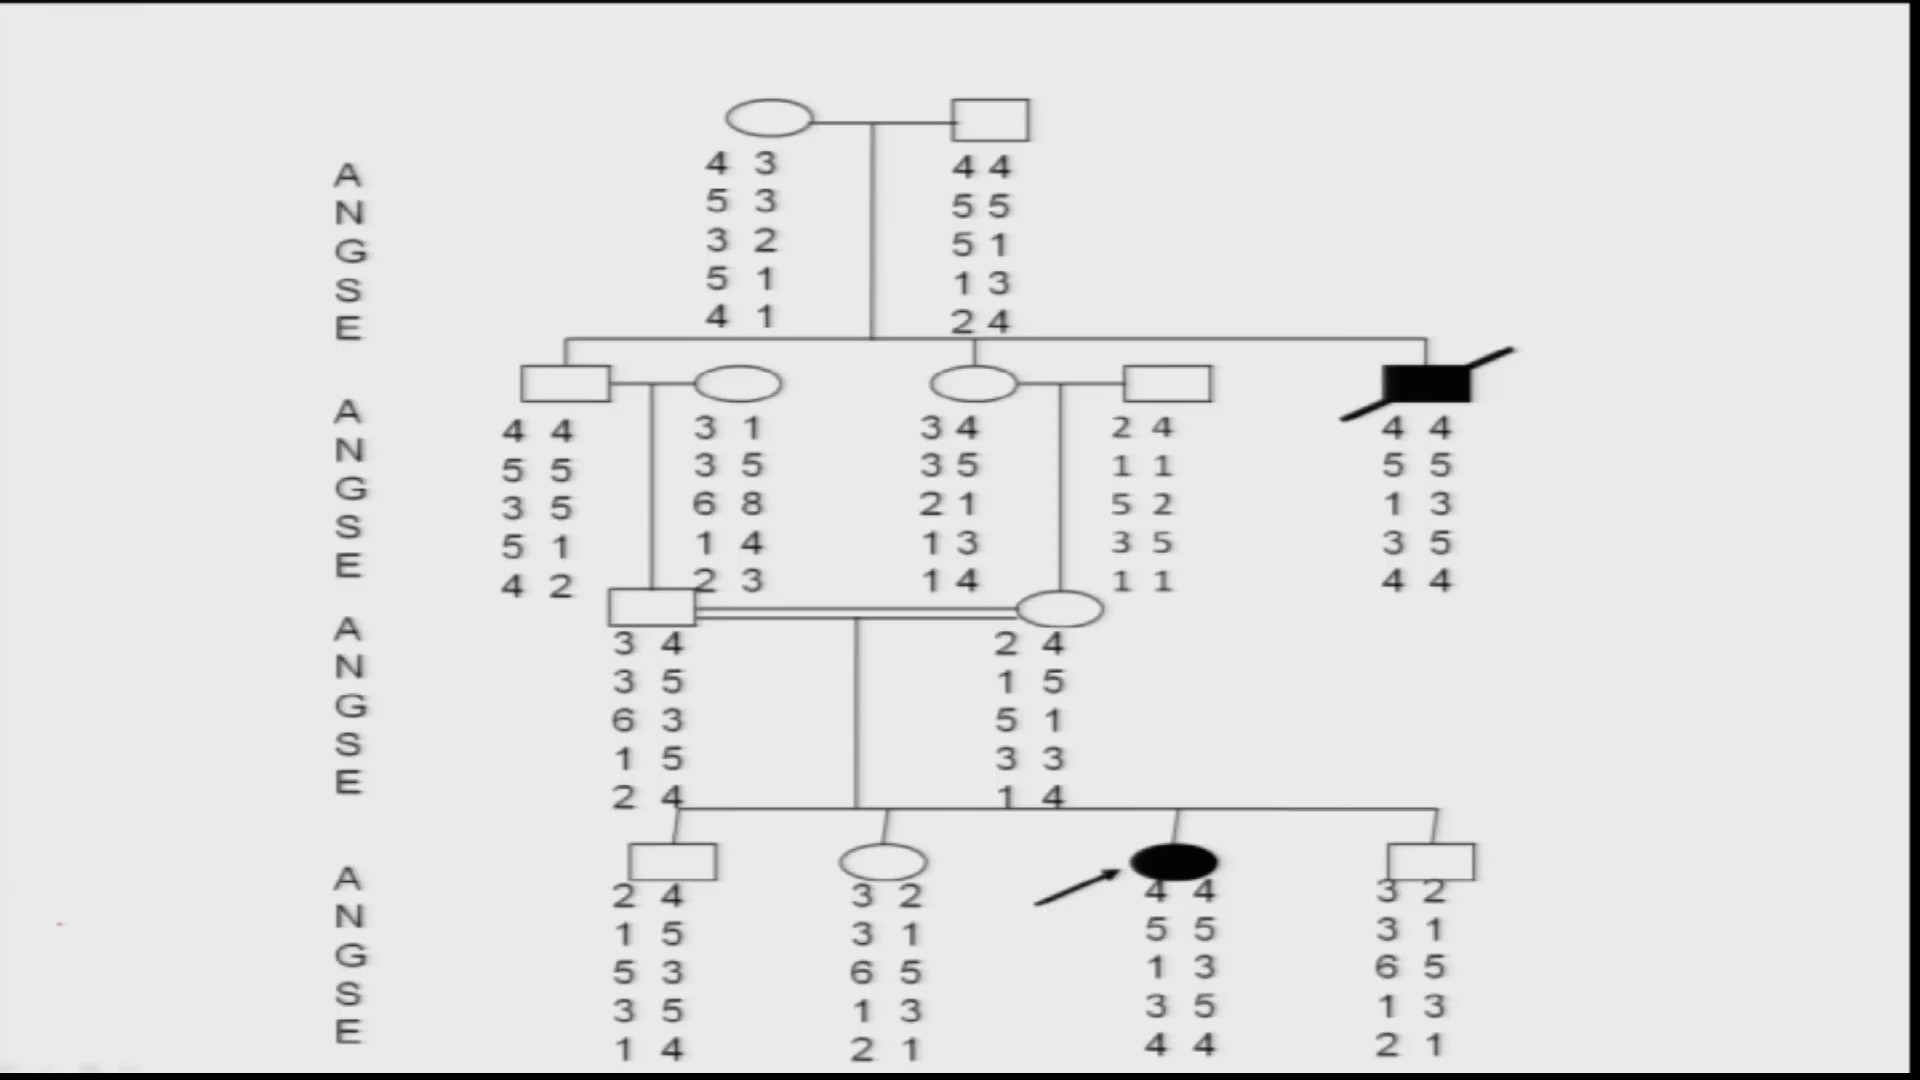 A 4 3 4 4
N 5 3 5 5
G 3 2 5 1
S 5 1 1 3
E 4 1 2 4
A 4 4 3 1 3 4 2 4 4 4
N 5 5 3 5 3 5 1 1 5 5
G 3 5 6 8 2 1 5 2 1 3
S 5 1 1 4 1 3 3 5 3 5
E 4 2 2 3 1 4 1 1 4 4
A 3 4 2 4
N 3 5 1 5
G 6 3 5 1
S 1 5 3 3
E 2 4 1 4
A 2 4 3 2 4 4 3 2
N 1 5 3 1 5 5 3 1
G 5 3 6 5 1 3 6 5
S 3 5 1 3 3 5 1 3
E 1 4 2 1 4 4 2 1